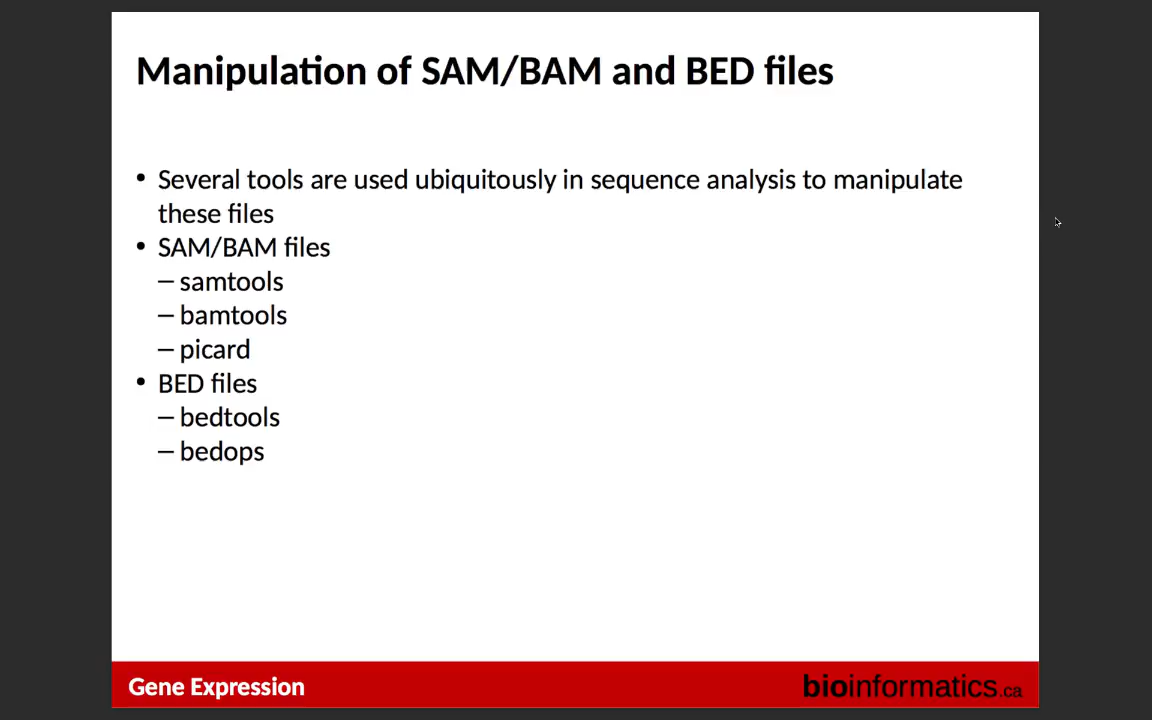 Manipulation of SAM/BAM and BED files
• Several tools are used ubiquitously in sequence analysis to manipulate
these files
• SAM/BAM files
– samtools
– bamtools
– picard
• BED files
– bedtools
– bedops
Gene Expression
bioinformatics.ca